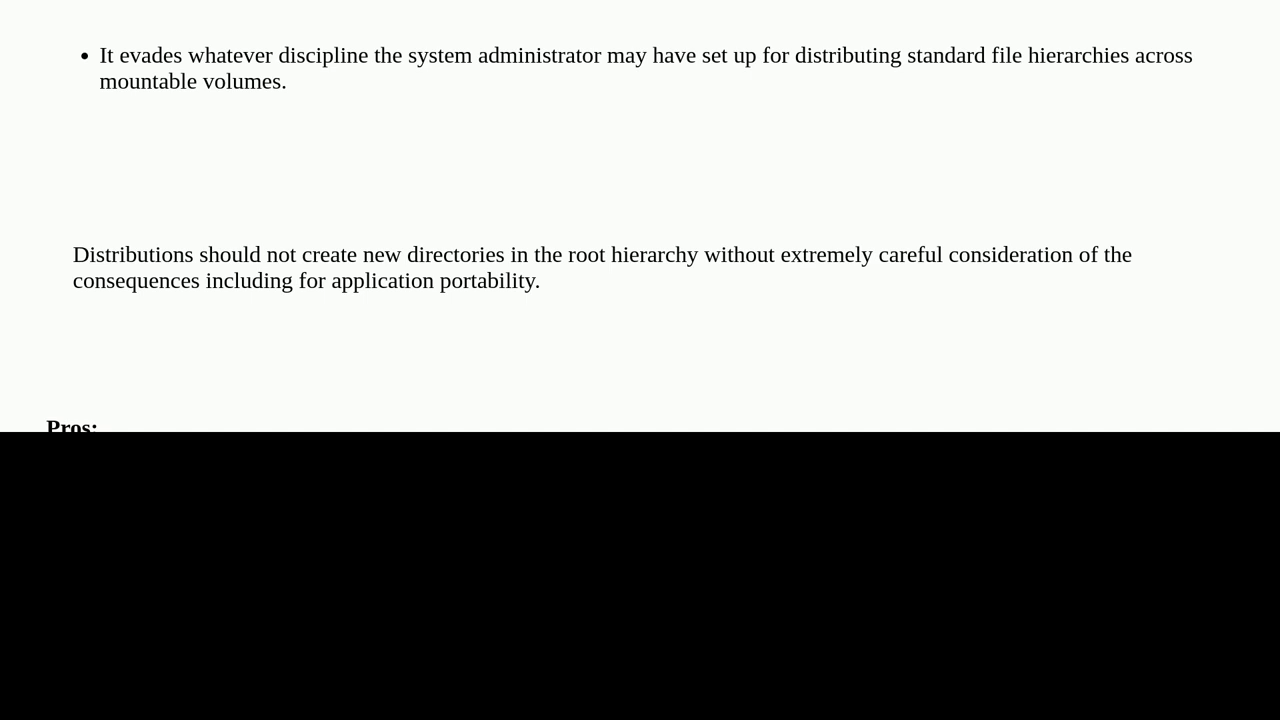 • It evades whatever discipline the system administrator may have set up for distributing standard file hierarchies across
mountable volumes.
Distributions should not create new directories in the root hierarchy without extremely careful consideration of the
consequences including for application portability.
Pros: